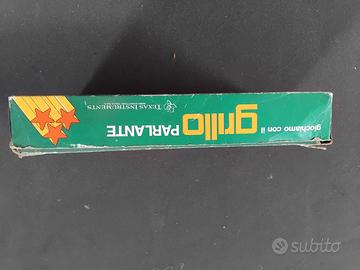 giochiamo con il
grillo PARLANTE
TEXAS INSTRUMENTS
subito